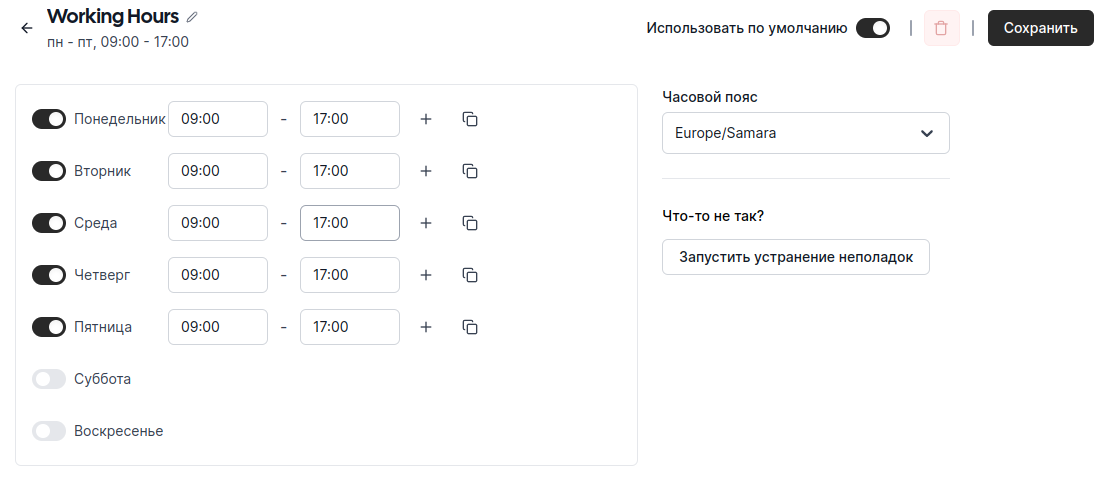 Working Hours
пн - пт, 09:00 - 17:00
Использовать по умолчанию
Сохранить
Понедельник 09:00 - 17:00
Вторник 09:00 - 17:00
Среда 09:00 - 17:00
Четверг 09:00 - 17:00
Пятница 09:00 - 17:00
Суббота
Воскресенье
Часовой пояс
Europe/Samara
Что-то не так?
Запустить устранение неполадок